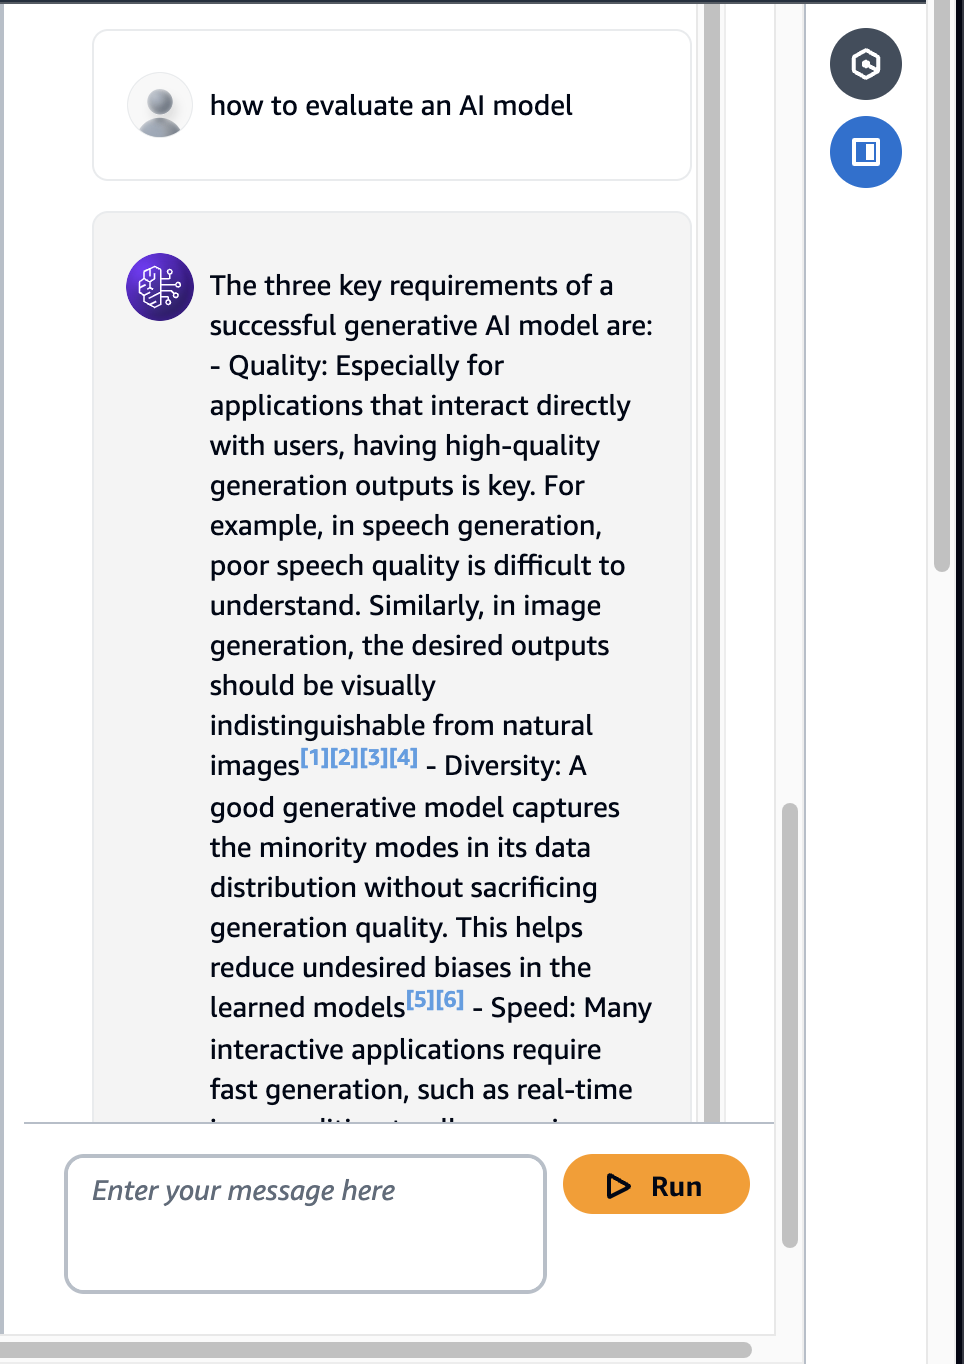 how to evaluate an AI model
The three key requirements of a
successful generative AI model are:
- Quality: Especially for
applications that interact directly
with users, having high-quality
generation outputs is key. For
example, in speech generation,
poor speech quality is difficult to
understand. Similarly, in image
generation, the desired outputs
should be visually
indistinguishable from natural
images[1][2][3][4] - Diversity: A
good generative model captures
the minority modes in its data
distribution without sacrificing
generation quality. This helps
reduce undesired biases in the
learned models[5][6] - Speed: Many
interactive applications require
fast generation, such as real-time
Enter your message here
Run